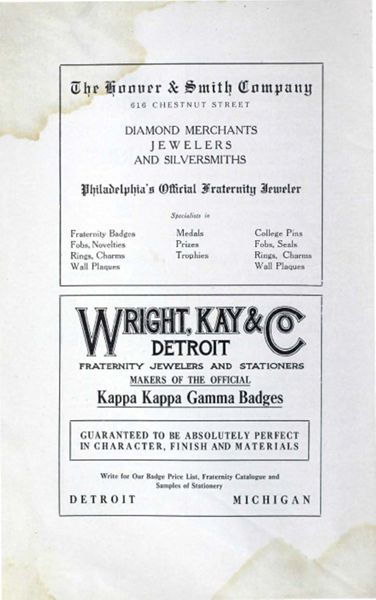 The Hoover & Smith Company
616 CHESTNUT STREET
DIAMOND MERCHANTS
JEWELERS
AND SILVERSMITHS
Philadelphia's Official Fraternity Jeweler
Specialists in
Fraternity Badges Medals College Pins
Fobs, Novelties Prizes Fobs, Seals
Rings, Charms Trophies Rings, Charms
Wall Plaques Wall Plaques
WRIGHT, KAY & CO
DETROIT
FRATERNITY JEWELERS AND STATIONERS
MAKERS OF THE OFFICIAL
Kappa Kappa Gamma Badges
GUARANTEED TO BE ABSOLUTELY PERFECT
IN CHARACTER, FINISH AND MATERIALS
Write for Our Badge Price List, Fraternity Catalogue and
Samples of Stationery
DETROIT MICHIGAN